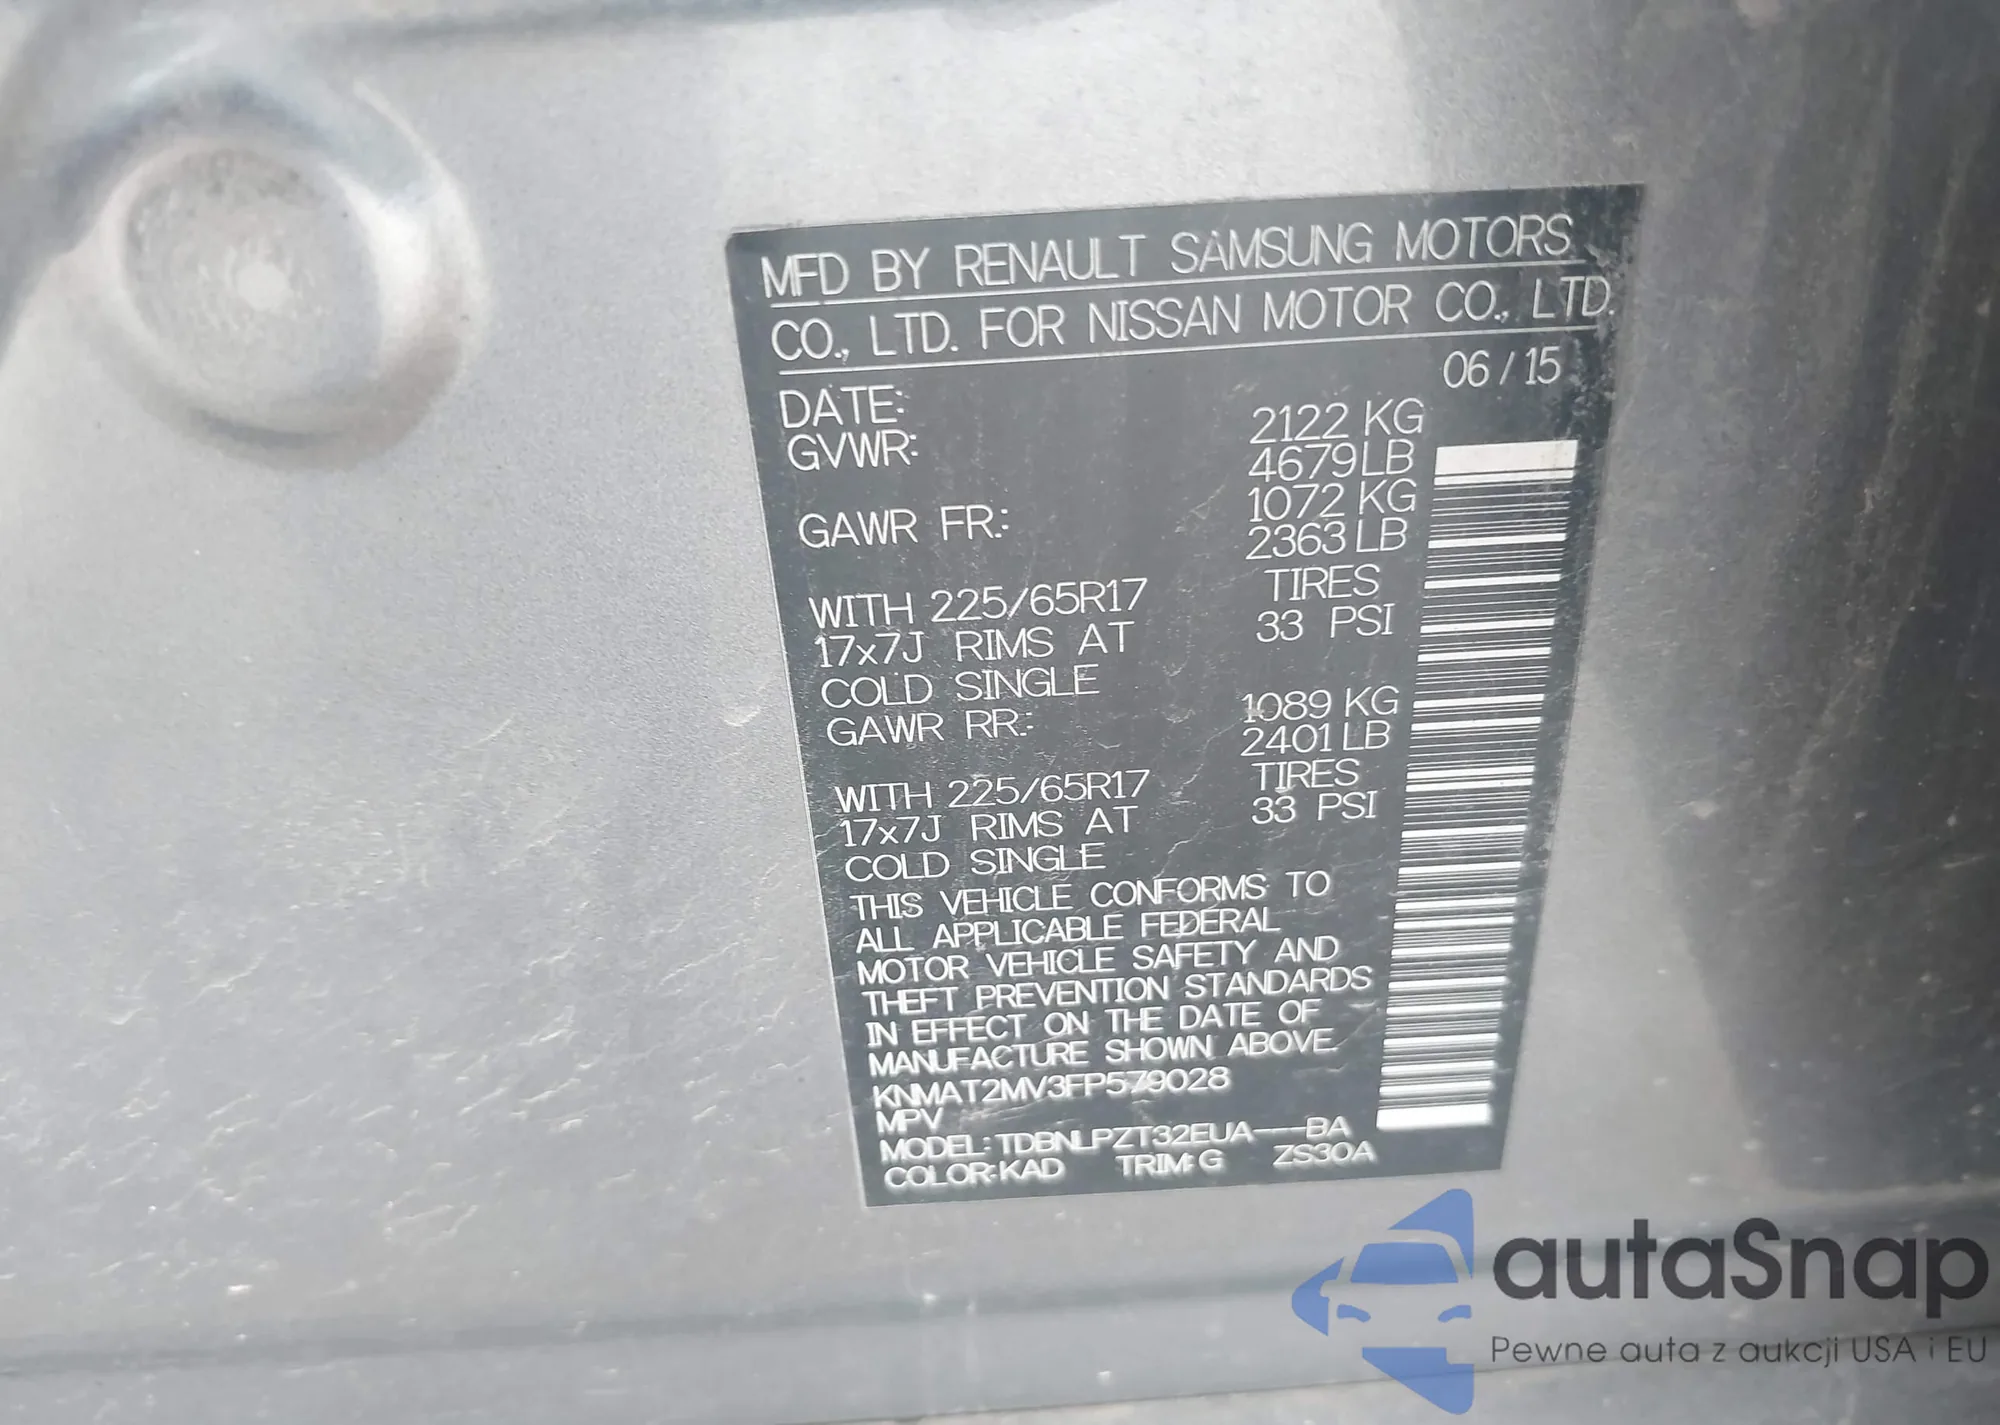 MFD BY RENAULT SAMSUNG MOTORS
CO., LTD. FOR NISSAN MOTOR CO., LTD.
DATE: 06 / 15
GVWR: 2122 KG
4679 LB
GAWR FR.: 1072 KG
2363 LB
WITH 225/65R17 TIRES
17x7J RIMS AT 33 PSI
COLD SINGLE
GAWR RR.: 1089 KG
2401 LB
WITH 225/65R17 TIRES
17x7J RIMS AT 33 PSI
COLD SINGLE
THIS VEHICLE CONFORMS TO
ALL APPLICABLE FEDERAL
MOTOR VEHICLE SAFETY AND
THEFT PREVENTION STANDARDS
IN EFFECT ON THE DATE OF
MANUFACTURE SHOWN ABOVE.
KNMAT2MV3FP579028
MPV
MODEL: TDBNLPZT32EUA---BA
COLOR: KAD TRIM: G ZS30A
autaSnap
Pewne auta z aukcji USA i EU